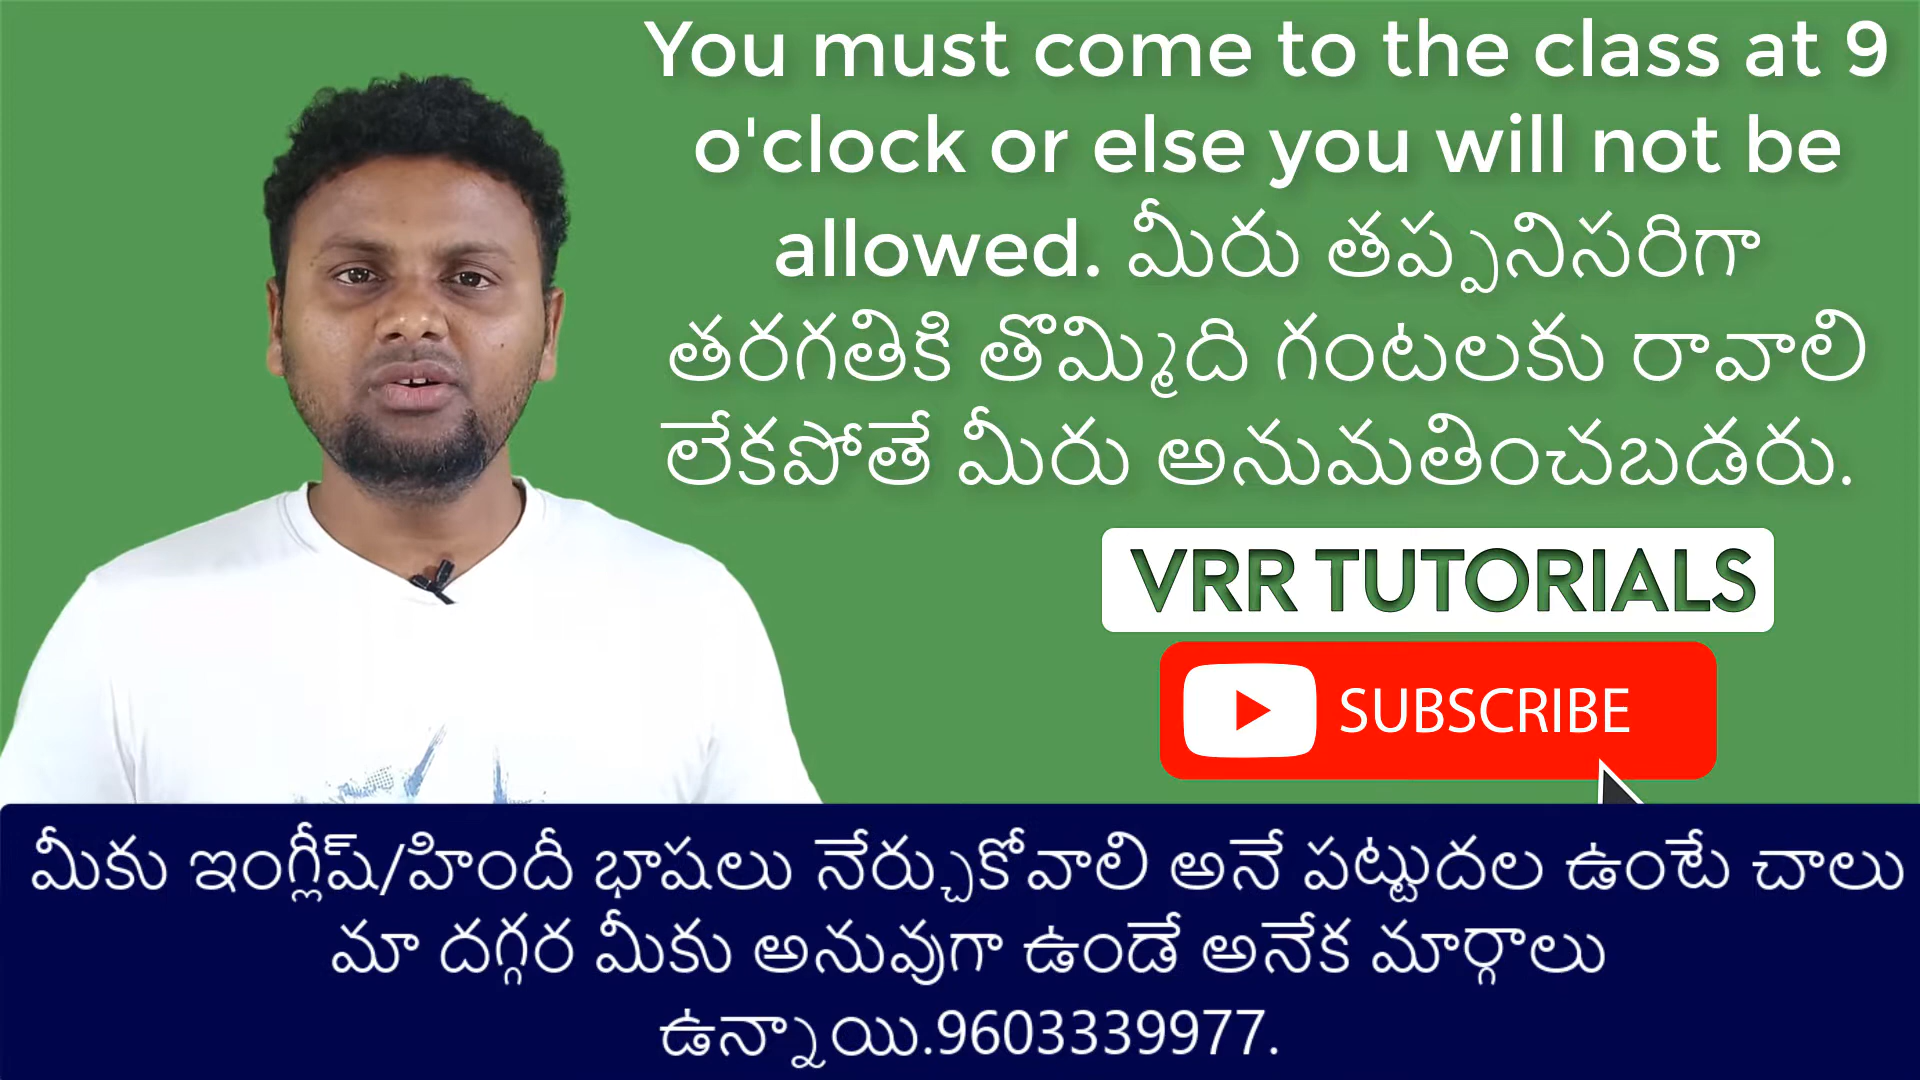 You must come to the class at 9
o'clock or else you will not be
allowed. మీరు తప్పనిసరిగా
తరగతికి తొమ్మిది గంటలకు రావాలి
లేకపోతే మీరు అనుమతించబడరు.
VRR TUTORIALS
SUBSCRIBE
మీకు ఇంగ్లీష్/హిందీ భాషలు నేర్చుకోవాలి అనే పట్టుదల ఉంటే చాలు
మా దగ్గర మీకు అనువుగా ఉండే అనేక మార్గాలు
ఉన్నాయి.9603339977.